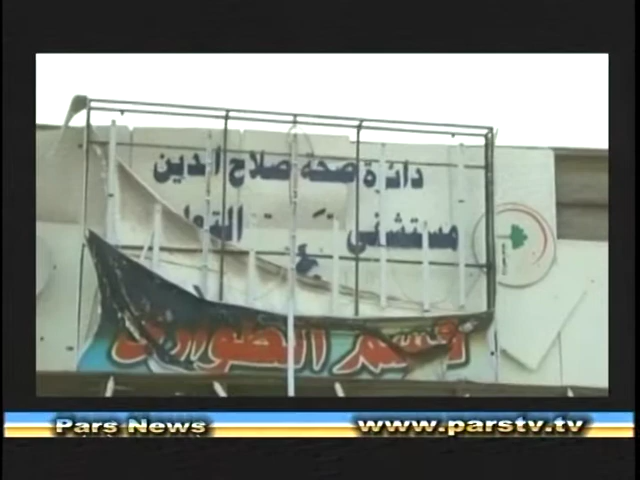 دائرة صحة صلاح الدين
مستشفى
قسم الطوارئ
Pars News
www.parstv.tv